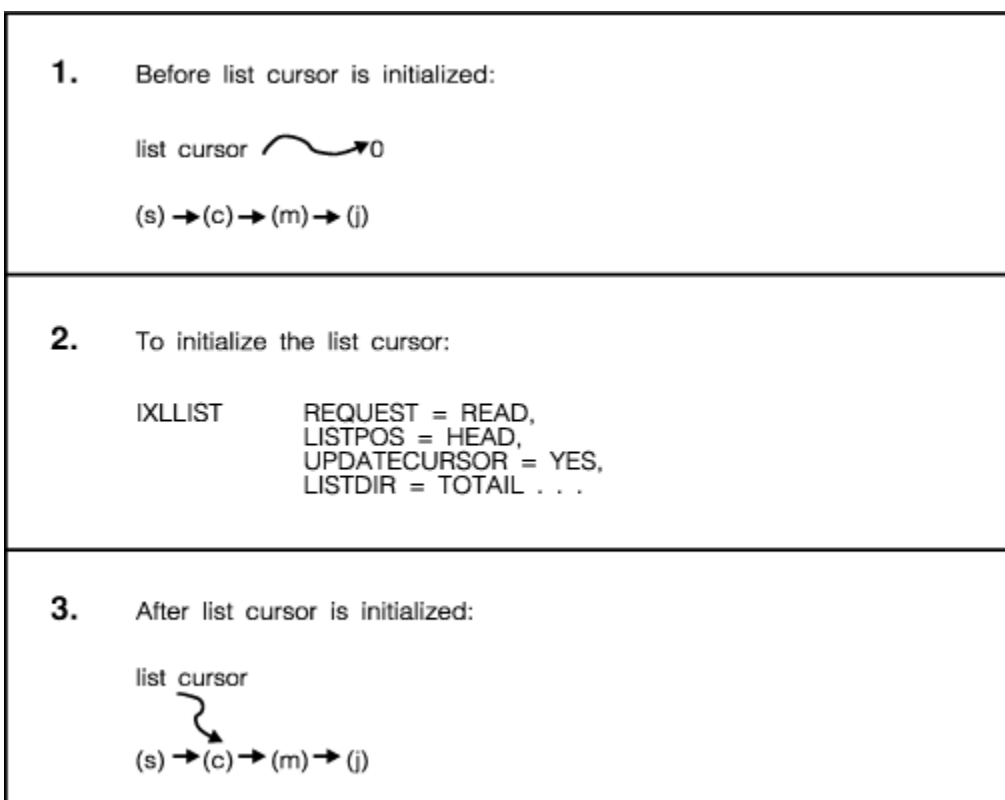 1. Before list cursor is initialized:
list cursor 0
(s) → (c) → (m) → (j)
2. To initialize the list cursor:
IXLLIST REQUEST = READ,
LISTPOS = HEAD,
UPDATECURSOR = YES,
LISTDIR = TOTAIL . . .
3. After list cursor is initialized:
list cursor
(s) → (c) → (m) → (j)